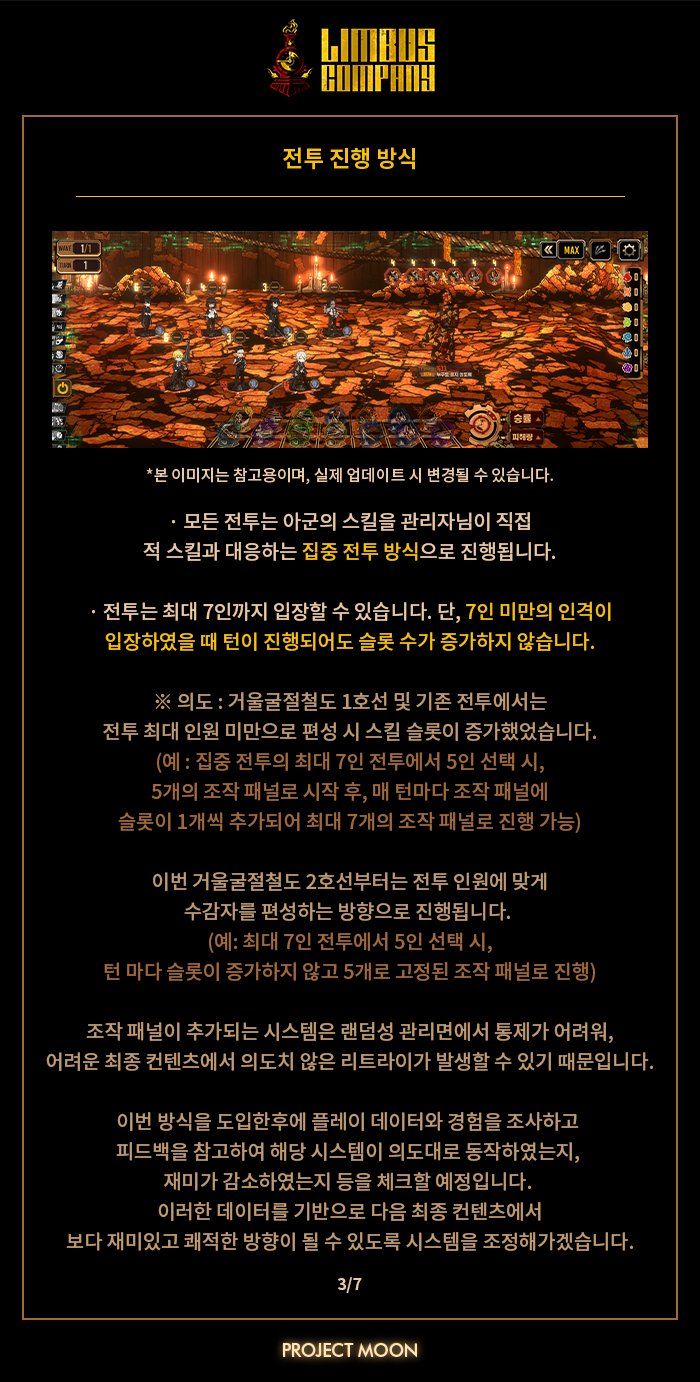 LIMBUS
COMPANY
전투 진행 방식
WAVE 1/1
TURN 1
MAX
승률
피해량
*본 이미지는 참고용이며, 실제 업데이트 시 변경될 수 있습니다.
· 모든 전투는 아군의 스킬을 관리자님이 직접
적 스킬과 대응하는 집중 전투 방식으로 진행됩니다.
· 전투는 최대 7인까지 입장할 수 있습니다. 단, 7인 미만의 인격이
입장하였을 때 턴이 진행되어도 슬롯 수가 증가하지 않습니다.
※ 의도 : 거울굴절철도 1호선 및 기존 전투에서는
전투 최대 인원 미만으로 편성 시 스킬 슬롯이 증가했었습니다.
(예 : 집중 전투의 최대 7인 전투에서 5인 선택 시,
5개의 조작 패널로 시작 후, 매 턴마다 조작 패널에
슬롯이 1개씩 추가되어 최대 7개의 조작 패널로 진행 가능)
이번 거울굴절철도 2호선부터는 전투 인원에 맞게
수감자를 편성하는 방향으로 진행됩니다.
(예: 최대 7인 전투에서 5인 선택 시,
턴 마다 슬롯이 증가하지 않고 5개로 고정된 조작 패널로 진행)
조작 패널이 추가되는 시스템은 랜덤성 관리면에서 통제가 어려워,
어려운 최종 컨텐츠에서 의도치 않은 리트라이가 발생할 수 있기 때문입니다.
이번 방식을 도입한후에 플레이 데이터와 경험을 조사하고
피드백을 참고하여 해당 시스템이 의도대로 동작하였는지,
재미가 감소하였는지 등을 체크할 예정입니다.
이러한 데이터를 기반으로 다음 최종 컨텐츠에서
보다 재미있고 쾌적한 방향이 될 수 있도록 시스템을 조정해가겠습니다.
3/7
PROJECT MOON